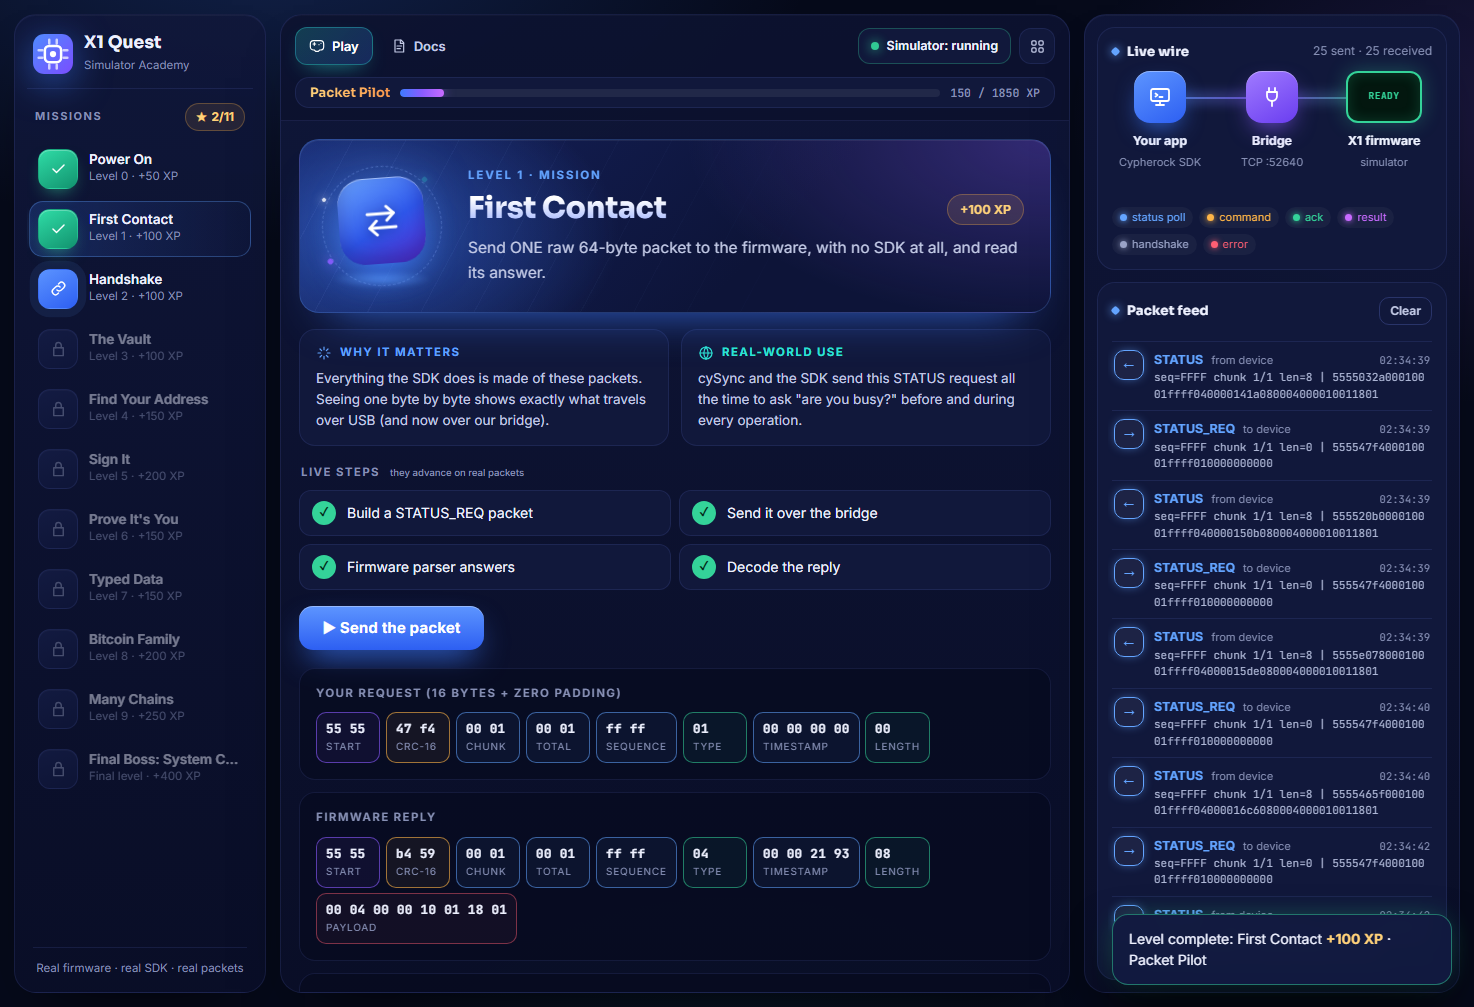 X1 Quest
Simulator Academy
MISSIONS
★ 2/11
Power On
Level 0 · +50 XP
First Contact
Level 1 · +100 XP
Handshake
Level 2 · +100 XP
The Vault
Level 3 · +100 XP
Find Your Address
Level 4 · +150 XP
Sign It
Level 5 · +200 XP
Prove It's You
Level 6 · +150 XP
Typed Data
Level 7 · +150 XP
Bitcoin Family
Level 8 · +200 XP
Many Chains
Level 9 · +250 XP
Final Boss: System C...
Final level · +400 XP
Real firmware · real SDK · real packets
Play
Docs
Simulator: running
Packet Pilot
150 / 1850 XP
LEVEL 1 · MISSION
First Contact
+100 XP
Send ONE raw 64-byte packet to the firmware, with no SDK at all, and read
its answer.
WHY IT MATTERS
Everything the SDK does is made of these packets.
Seeing one byte by byte shows exactly what travels
over USB (and now over our bridge).
REAL-WORLD USE
cySync and the SDK send this STATUS request all
the time to ask "are you busy?" before and during
every operation.
LIVE STEPS they advance on real packets
Build a STATUS_REQ packet
Send it over the bridge
Firmware parser answers
Decode the reply
▶ Send the packet
YOUR REQUEST (16 BYTES + ZERO PADDING)
55 55 47 f4 00 01 00 01 ff ff 01 00 00 00 00 00
START CRC-16 CHUNK TOTAL SEQUENCE TYPE TIMESTAMP LENGTH
FIRMWARE REPLY
55 55 b4 59 00 01 00 01 ff ff 04 00 00 21 93 08
START CRC-16 CHUNK TOTAL SEQUENCE TYPE TIMESTAMP LENGTH
00 04 00 00 10 01 18 01
PAYLOAD
Live wire
25 sent · 25 received
READY
Your app
Cypherock SDK
Bridge
TCP :52640
X1 firmware
simulator
status poll
command
ack
result
handshake
error
Packet feed
Clear
STATUS from device 02:34:39
seq=FFFF chunk 1/1 len=8 | 5555032a000100
01ffff040000141a080004000010011801
STATUS_REQ to device 02:34:39
seq=FFFF chunk 1/1 len=0 | 555547f4000100
01ffff010000000000
STATUS from device 02:34:39
seq=FFFF chunk 1/1 len=8 | 555520b0000100
01ffff040000150b080004000010011801
STATUS_REQ to device 02:34:39
seq=FFFF chunk 1/1 len=0 | 555547f4000100
01ffff010000000000
STATUS from device 02:34:39
seq=FFFF chunk 1/1 len=8 | 5555e078000100
01ffff04000015de080004000010011801
STATUS_REQ to device 02:34:40
seq=FFFF chunk 1/1 len=0 | 555547f4000100
01ffff010000000000
STATUS from device 02:34:40
seq=FFFF chunk 1/1 len=8 | 5555465f000100
01ffff04000016c6080004000010011801
STATUS_REQ to device 02:34:42
seq=FFFF chunk 1/1 len=0 | 555547f4000100
01ffff010000000000
STATUS from device
Level complete: First Contact +100 XP ·
Packet Pilot